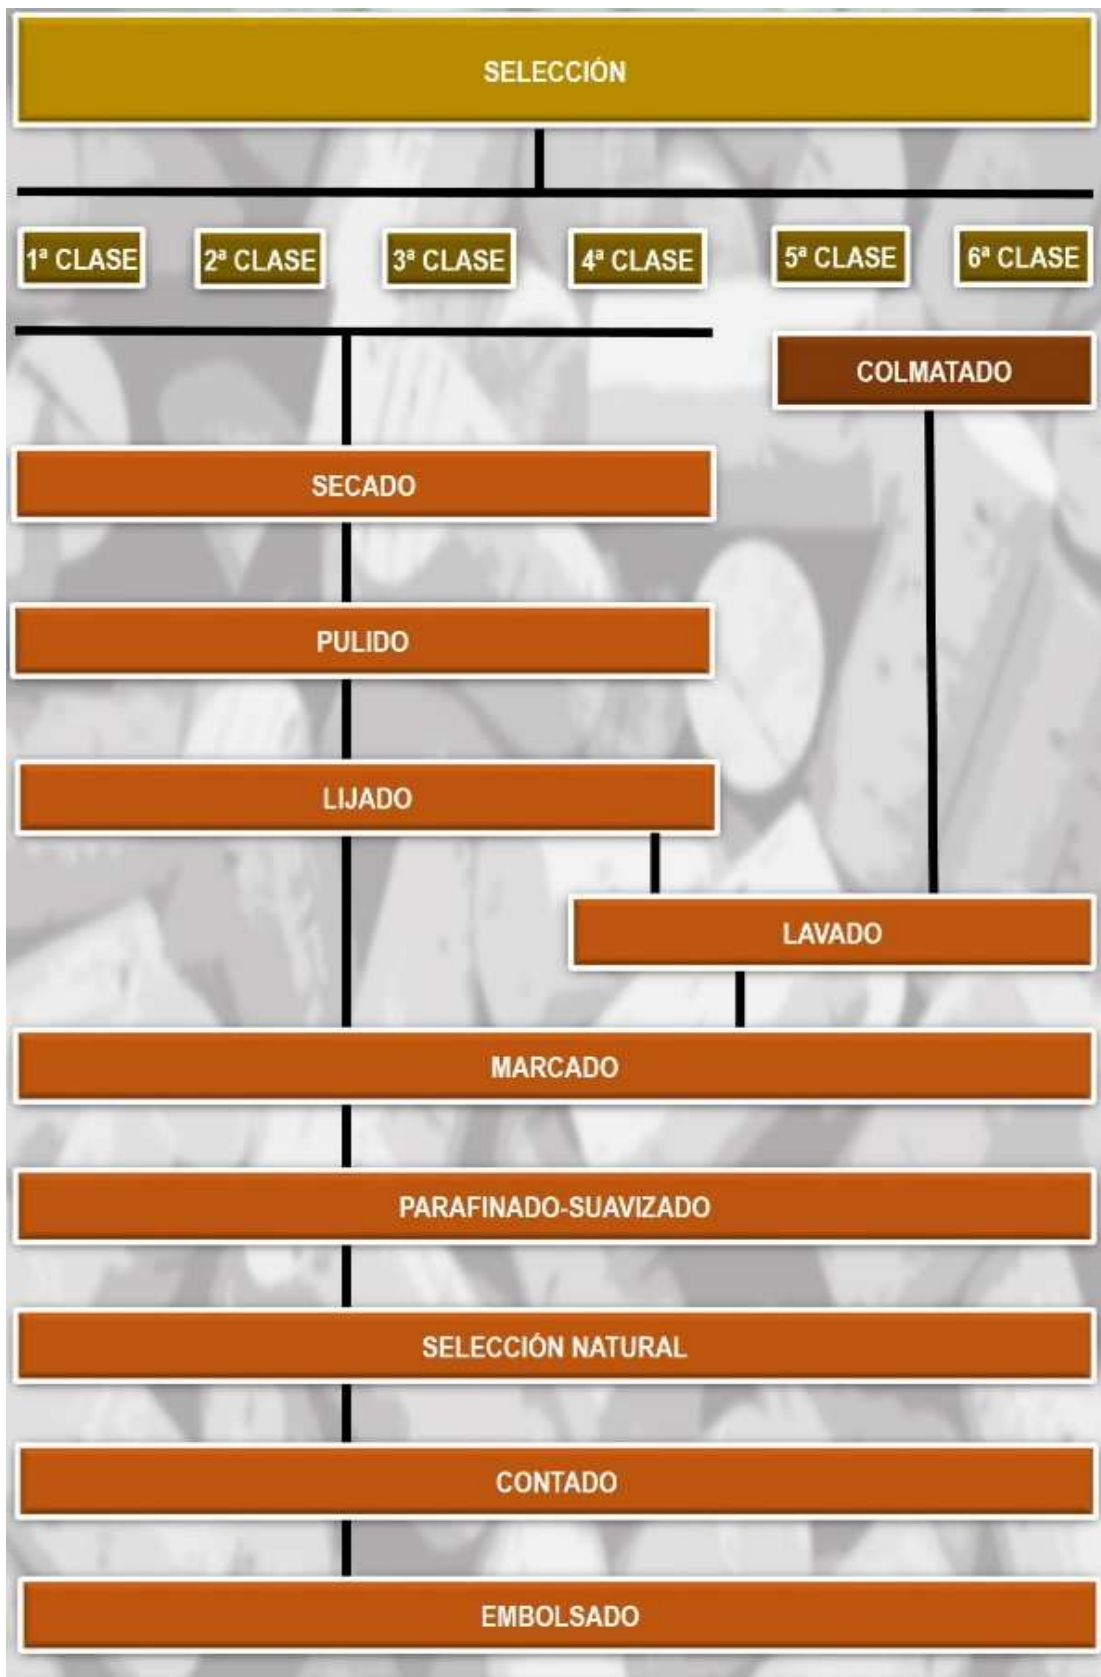 SELECCIÓN
1ª CLASE 2ª CLASE 3ª CLASE 4ª CLASE 5ª CLASE 6ª CLASE
COLMATADO
SECADO
PULIDO
LIJADO
LAVADO
MARCADO
PARAFINADO-SUAVIZADO
SELECCIÓN NATURAL
CONTADO
EMBOLSADO